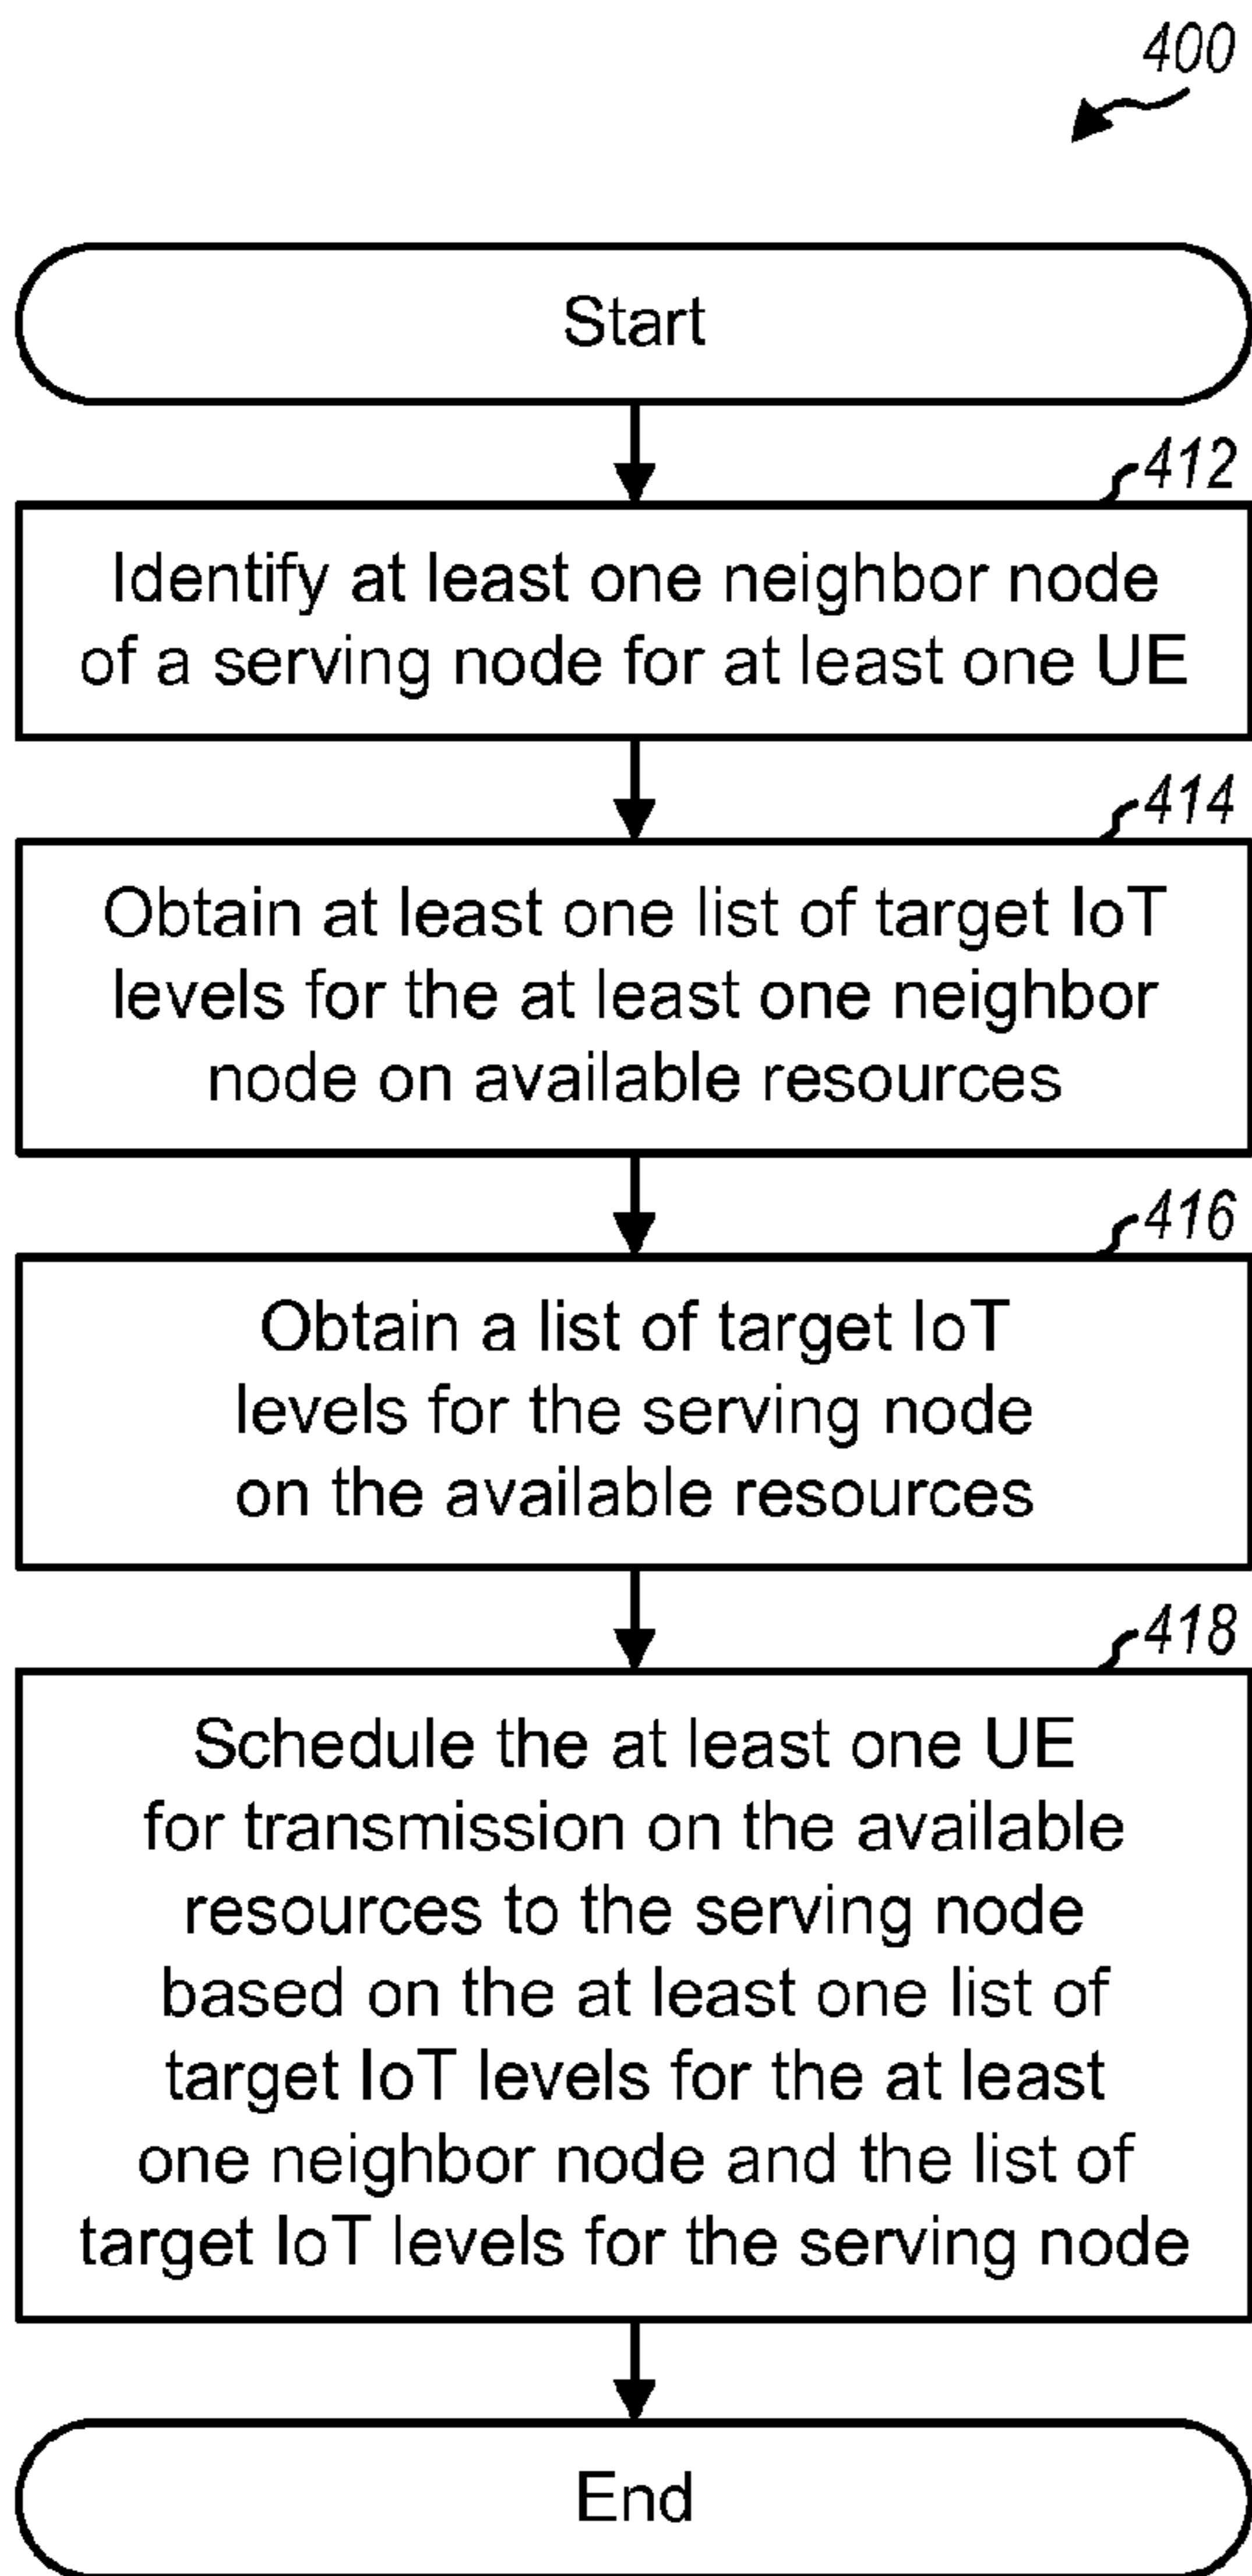 400
Start
412
Identify at least one neighbor node
of a serving node for at least one UE
414
Obtain at least one list of target IoT
levels for the at least one neighbor
node on available resources
416
Obtain a list of target IoT
levels for the serving node
on the available resources
418
Schedule the at least one UE
for transmission on the available
resources to the serving node
based on the at least one list of
target IoT levels for the at least
one neighbor node and the list of
target IoT levels for the serving node
End